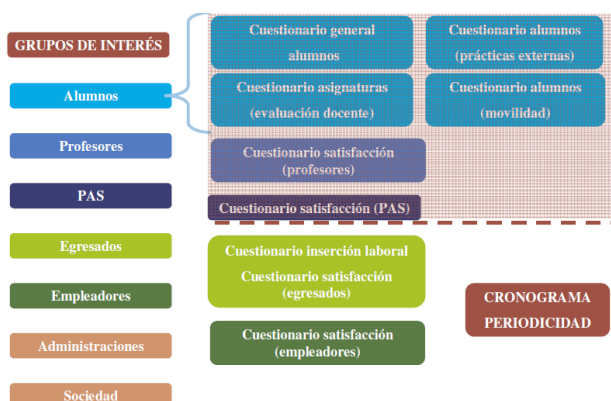 GRUPOS DE INTERÉS
Alumnos
Profesores
PAS
Egresados
Empleadores
Administraciones
Sociedad
Cuestionario general
alumnos
Cuestionario alumnos
(prácticas externas)
Cuestionario asignaturas
(evaluación docente)
Cuestionario alumnos
(movilidad)
Cuestionario satisfacción
(profesores)
Cuestionario satisfacción (PAS)
Cuestionario inserción laboral
Cuestionario satisfacción
(egresados)
Cuestionario satisfacción
(empleadores)
CRONOGRAMA
PERIODICIDAD